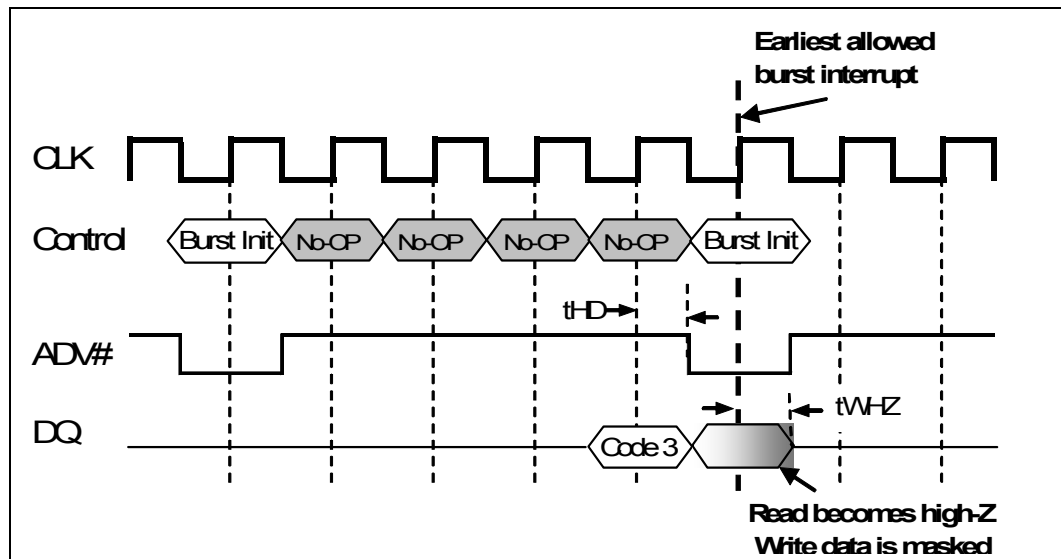 Earliest allowed
burst interrupt
CLK
Control
Burst Init
No-OP
No-OP
No-OP
No-OP
Burst Init
tHD
ADV#
tWHZ
DQ
Code 3
Read becomes high-Z
Write data is masked